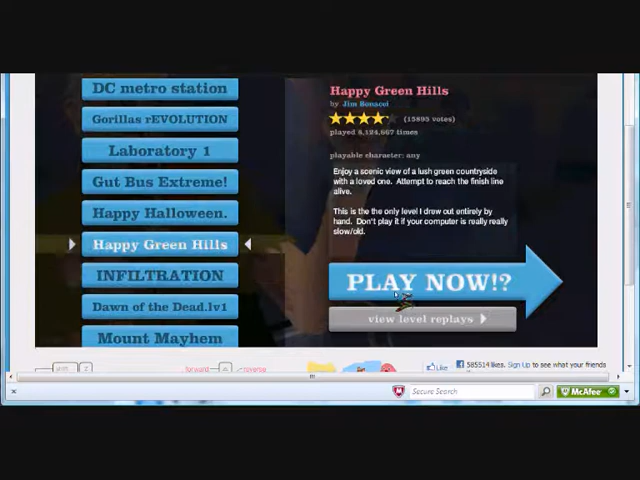 DC metro station
Gorillas rEVOLUTION
Laboratory 1
Gut Bus Extreme!
Happy Halloween.
Happy Green Hills
INFILTRATION
Dawn of the Dead.lv1
Mount Mayhem
Happy Green Hills
by Jim Bonacci
(15895 votes)
played 8,124,667 times
playable character: any
Enjoy a scenic view of a lush green countryside
with a loved one. Attempt to reach the finish line
alive.
This is the the only level I drew out entirely by
hand. Don't play it if your computer is really really
slow/old.
PLAY NOW!?
view level replays
Like
585514 likes. Sign Up to see what your friends
Secure Search
McAfee